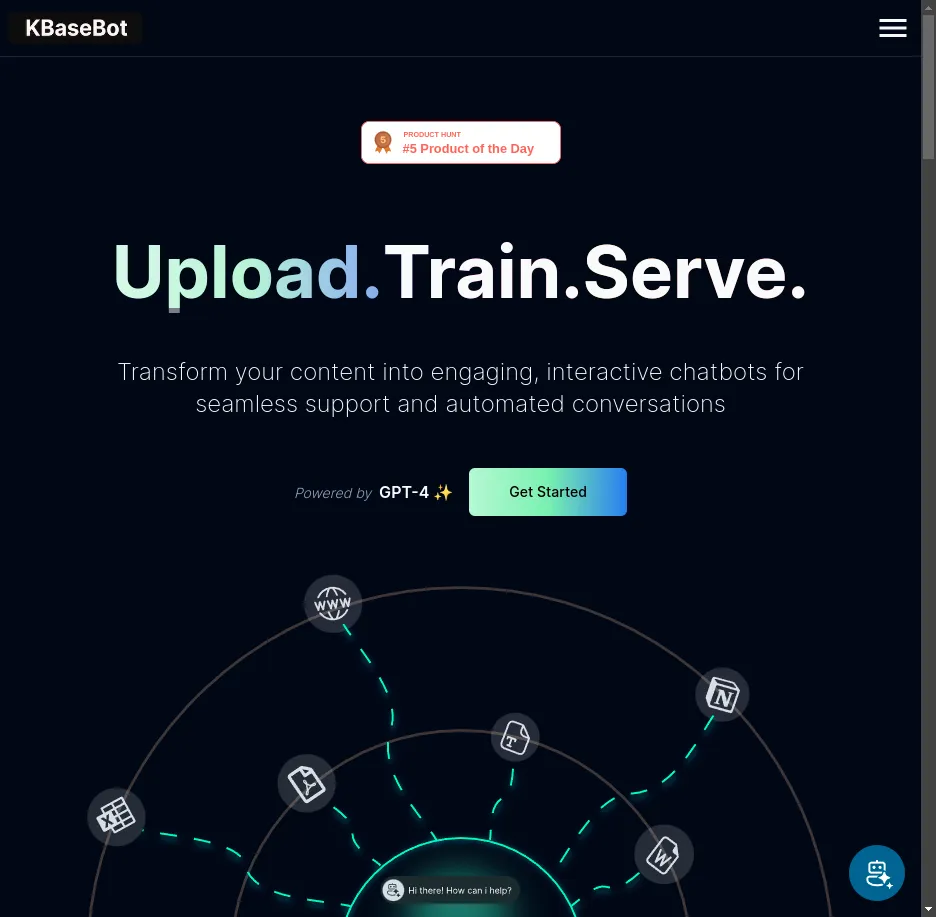 KBaseBot
5
PRODUCT HUNT
#5 Product of the Day
Upload.Train.Serve.
Transform your content into engaging, interactive chatbots for
seamless support and automated conversations
Powered by GPT-4 ✨
Get Started
WWW
N
T
X
W
Hi there! How can i help?